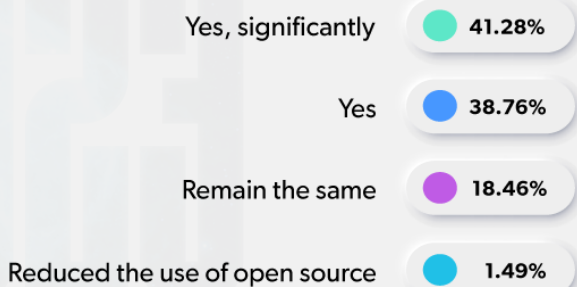 Yes, significantly 41.28%
Yes 38.76%
Remain the same 18.46%
Reduced the use of open source 1.49%